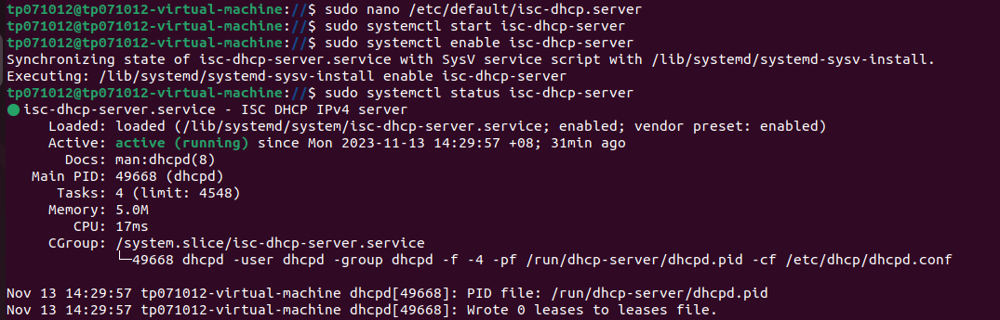 tp071012@tp071012-virtual-machine://$ sudo nano /etc/default/isc-dhcp.server
tp071012@tp071012-virtual-machine://$ sudo systemctl start isc-dhcp-server
tp071012@tp071012-virtual-machine://$ sudo systemctl enable isc-dhcp-server
Synchronizing state of isc-dhcp-server.service with SysV service script with /lib/systemd/systemd-sysv-install.
Executing: /lib/systemd/systemd-sysv-install enable isc-dhcp-server
tp071012@tp071012-virtual-machine://$ sudo systemctl status isc-dhcp-server
● isc-dhcp-server.service - ISC DHCP IPv4 server
Loaded: loaded (/lib/systemd/system/isc-dhcp-server.service; enabled; vendor preset: enabled)
Active: active (running) since Mon 2023-11-13 14:29:57 +08; 31min ago
Docs: man:dhcpd(8)
Main PID: 49668 (dhcpd)
Tasks: 4 (limit: 4548)
Memory: 5.0M
CPU: 17ms
CGroup: /system.slice/isc-dhcp-server.service
└─49668 dhcpd -user dhcpd -group dhcpd -f -4 -pf /run/dhcp-server/dhcpd.pid -cf /etc/dhcp/dhcpd.conf
Nov 13 14:29:57 tp071012-virtual-machine dhcpd[49668]: PID file: /run/dhcp-server/dhcpd.pid
Nov 13 14:29:57 tp071012-virtual-machine dhcpd[49668]: Wrote 0 leases to leases file.